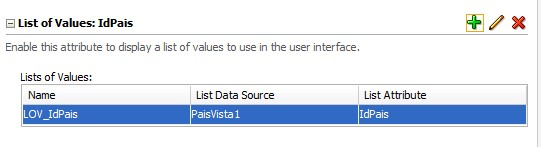 List of Values: IdPais
Enable this attribute to display a list of values to use in the user interface.
Lists of Values:
Name List Data Source List Attribute
LOV_IdPais PaisVista1 IdPais